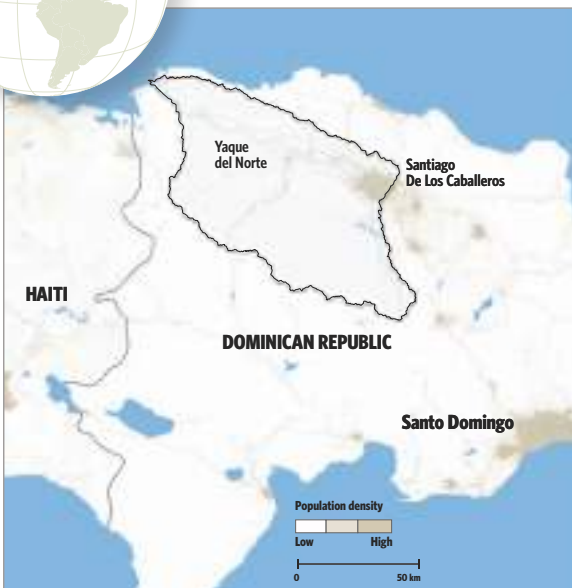 Yaque
del Norte
Santiago
De Los Caballeros
HAITI
DOMINICAN REPUBLIC
Santo Domingo
Population density
Low High
0 50 km